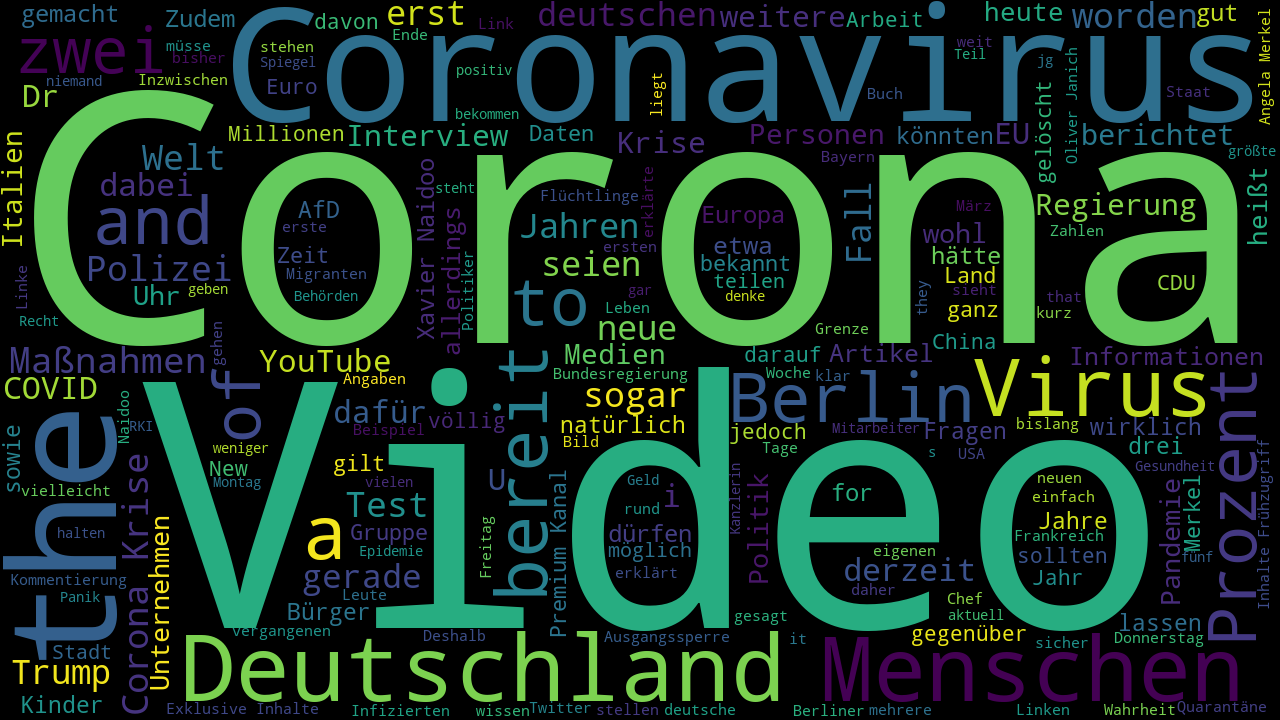 gemacht
Zudem
davon
erst
Ende
Link
deutschen
weitere
Arbeit
heute
worden
gut
Angela Merkel
zwei
müsse
bisher
stehen
Spiegel
Coronavirus
positiv
weit
Teil
jg
Oliver Janich
Staat
niemand
Inzwischen
Euro
bekommen
liegt
Buch
gelöscht
Dr
Millionen
Interview
Daten
Krise
Personen
könnten
EU
berichtet
größte
Italien
Welt
Corona
Bayern
heißt
dabei
and
AfD
erste
Xavier Naidoo
steht
Flüchtlinge
erklärte
Europa
Fall
März
Regierung
Zahlen
allerdings
Jahren
ersten
etwa
wohl
Polizei
Zeit
Migranten
seien
bekannt
hätte
Land
sieht
that
CDU
Linke
Uhr
geben
Behörden
Politiker
to
gar
Leben
teilen
denke
they
ganz
kurz
Recht
gehen
neue
Grenze
China
Maßnahmen
YouTube
Medien
darauf
Artikel
Informationen
COVID
of
Angaben
Bundesregierung
Woche
klar
Virus
Video
bereit
sogar
Berlin
Prozent
the
Naidoo
RKI
dafür
völlig
Beispiel
natürlich
Bild
jedoch
Tage
Mitarbeiter
Fragen
bislang
wirklich
sowie
weniger
s
USA
drei
Corona Krise
New
Montag
gilt
vielen
Geld
i
Kanzlerin
Politik
for
neuen
Gesundheit
Inhalte Frühzugriff
vielleicht
U
Test
rund
einfach
Jahre
Pandemie
Merkel
halten
Unternehmen
a
Gruppe
Epidemie
Freitag
Premium Kanal
dürfen
möglich
eigenen
Frankreich
sollten
fünf
Kommentierung
Panik
gerade
Leute
erklärt
derzeit
daher
Jahr
Bürger
Chef
aktuell
gesagt
lassen
Stadt
vergangenen
Deshalb
Ausgangssperre
it
gegenüber
sicher
Donnerstag
Trump
Deutschland
Menschen
Kinder
Exklusive Inhalte
Infizierten
wissen
Twitter
stellen
deutsche
Berliner
mehrere
Linken
Wahrheit
Quarantäne